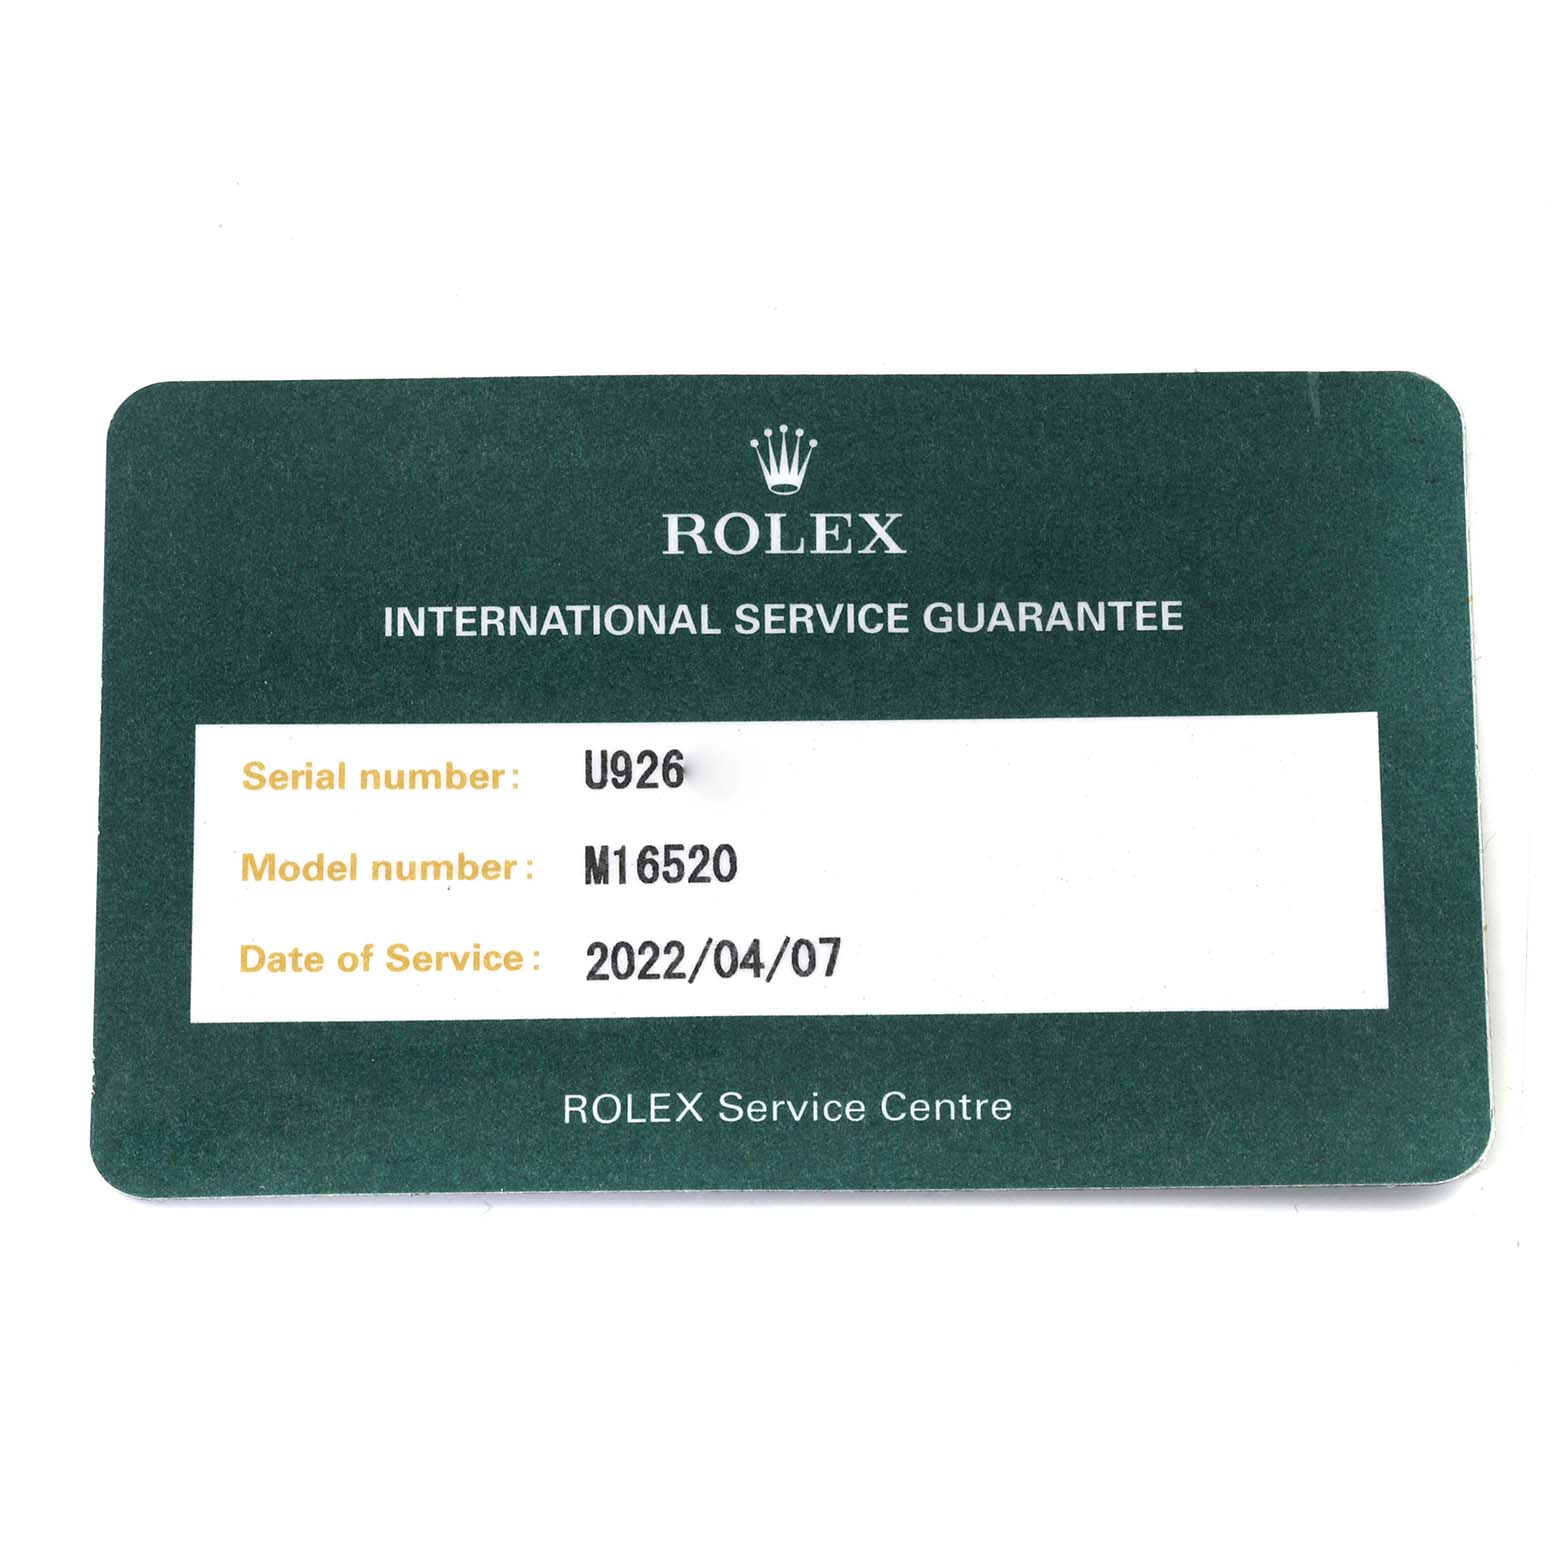 ROLEX
INTERNATIONAL SERVICE GUARANTEE
Serial number: U926
Model number: M16520
Date of Service: 2022/04/07
ROLEX Service Centre